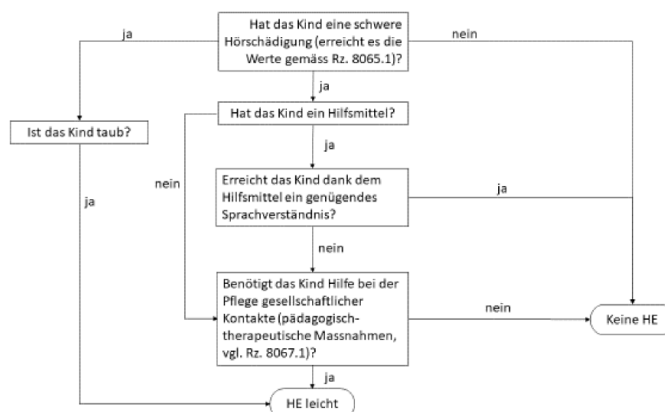 Hat das Kind eine schwere
Hörschädigung (erreicht es die
Werte gemäss Rz. 8065.1)?
ja
nein
ja
Hat das Kind ein Hilfsmittel?
Ist das Kind taub?
ja
nein
Erreicht das Kind dank dem
Hilfsmittel ein genügendes
Sprachverständnis?
ja
ja
nein
Benötigt das Kind Hilfe bei der
Pflege gesellschaftlicher
Kontakte (pädagogisch-
therapeutische Massnahmen,
vgl. Rz. 8067.1)?
nein
Keine HE
ja
HE leicht